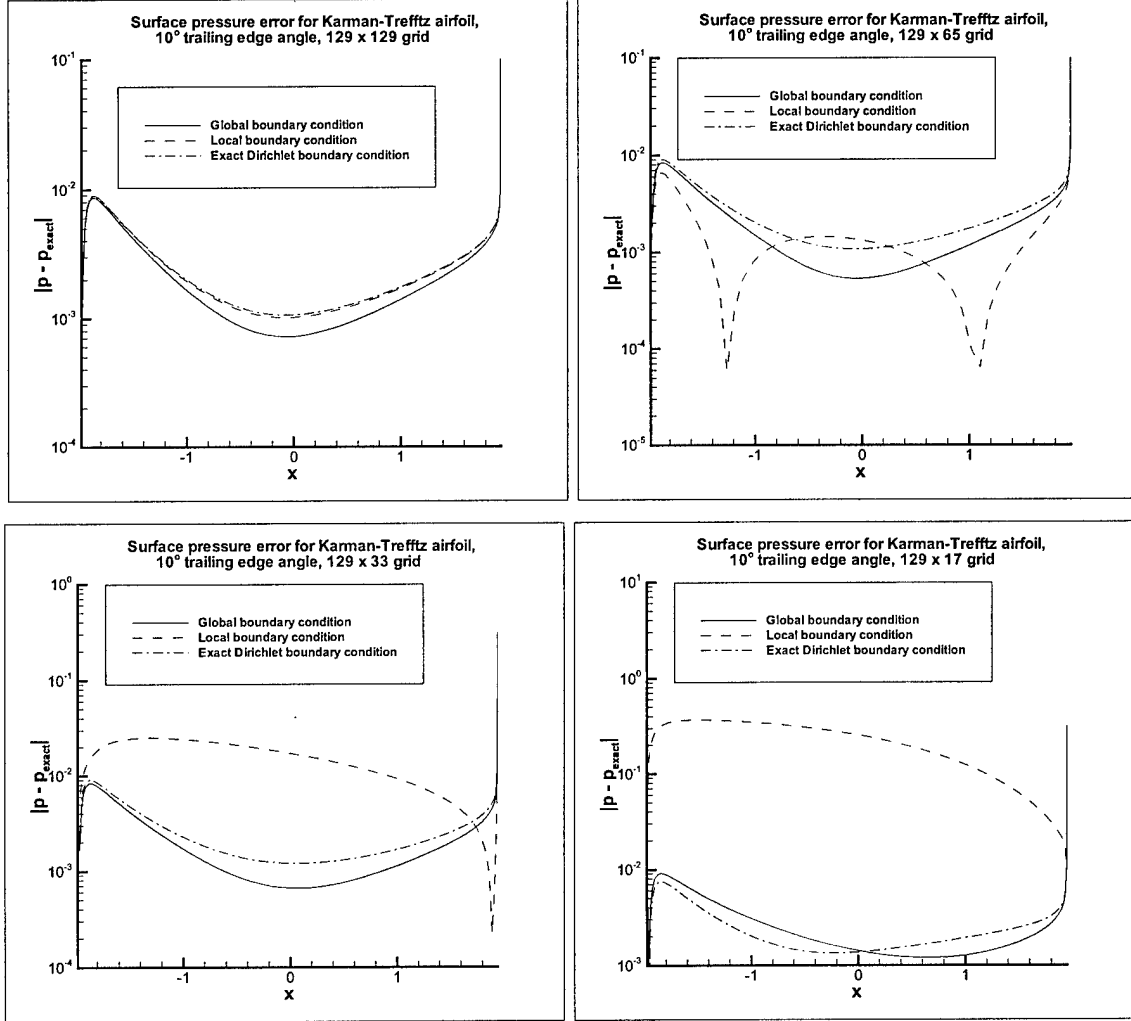 Surface pressure error for Karman-Trefftz airfoil,
10° trailing edge angle, 129 x 129 grid
10^-1
Global boundary condition
Local boundary condition
Exact Dirichlet boundary condition
10^-2
|p - p_exact|
10^-3
10^-4
-1
0
1
x
Surface pressure error for Karman-Trefftz airfoil,
10° trailing edge angle, 129 x 65 grid
10^-1
Global boundary condition
Local boundary condition
Exact Dirichlet boundary condition
10^-2
|p - p_exact|
10^-3
10^-4
10^-5
-1
0
1
x
Surface pressure error for Karman-Trefftz airfoil,
10° trailing edge angle, 129 x 33 grid
10^0
Global boundary condition
Local boundary condition
Exact Dirichlet boundary condition
10^-1
|p - p_exact|
10^-2
10^-3
10^-4
-1
0
1
x
Surface pressure error for Karman-Trefftz airfoil,
10° trailing edge angle, 129 x 17 grid
10^1
Global boundary condition
Local boundary condition
Exact Dirichlet boundary condition
10^0
|p - p_exact|
10^-1
10^-2
10^-3
-1
0
1
x